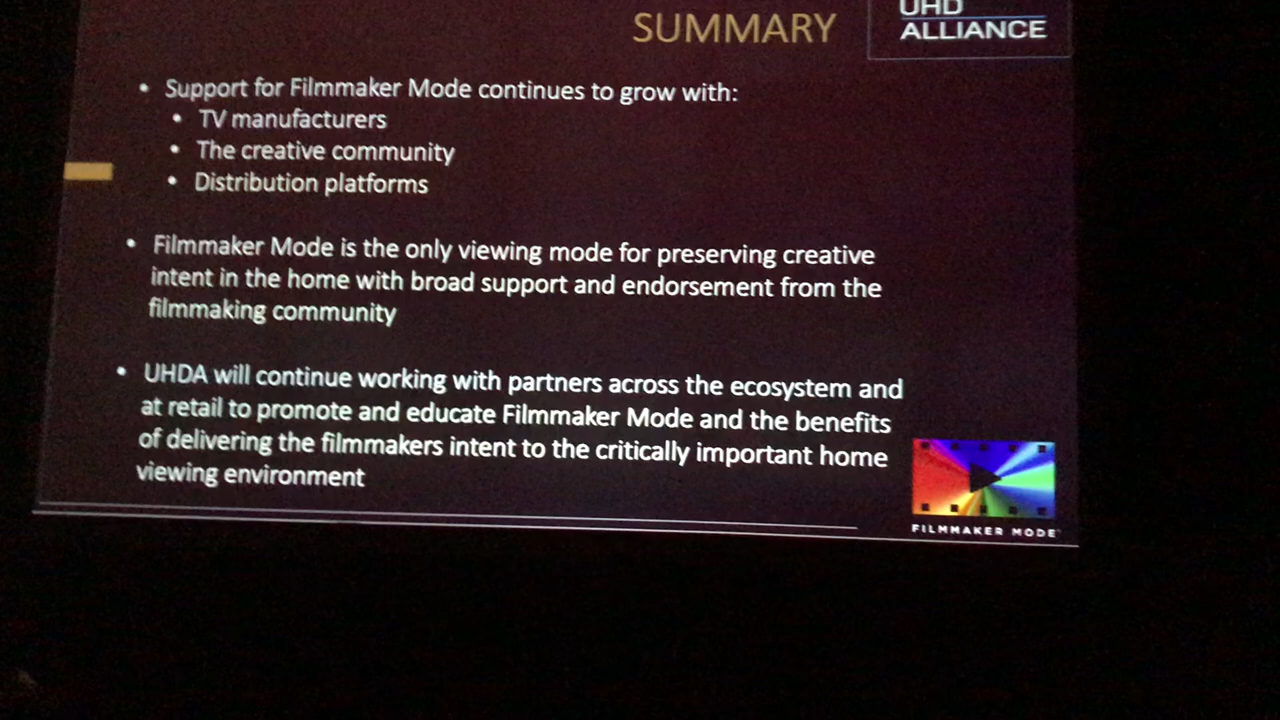 SUMMARY
UHD
ALLIANCE
• Support for Filmmaker Mode continues to grow with:
• TV manufacturers
• The creative community
• Distribution platforms
• Filmmaker Mode is the only viewing mode for preserving creative
intent in the home with broad support and endorsement from the
filmmaking community
• UHDA will continue working with partners across the ecosystem and
at retail to promote and educate Filmmaker Mode and the benefits
of delivering the filmmakers intent to the critically important home
viewing environment
FILMMAKER MODE